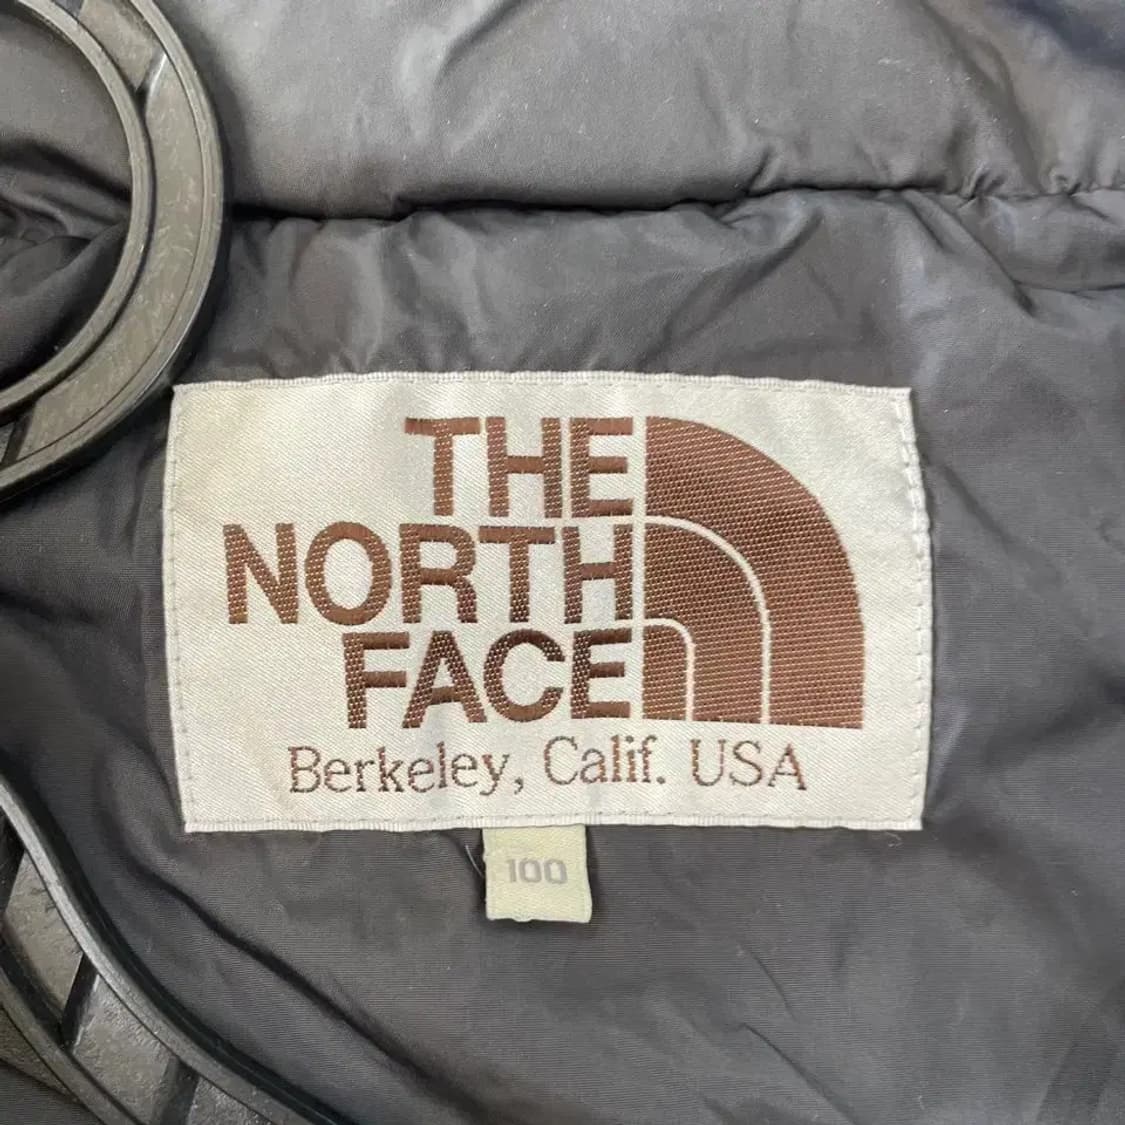 THE
NORTH
FACE
Berkeley, Calif. USA
100